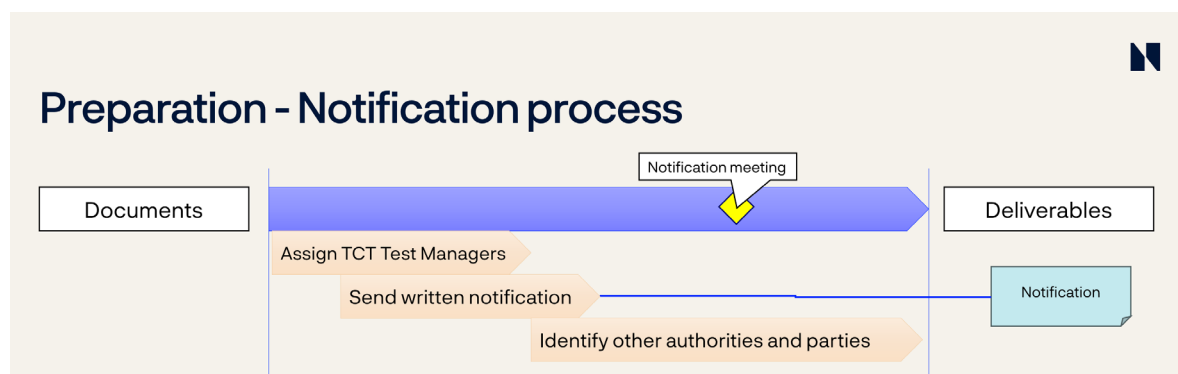 Preparation - Notification process
Notification meeting
Documents
Deliverables
Assign TCT Test Managers
Send written notification
Notification
Identify other authorities and parties